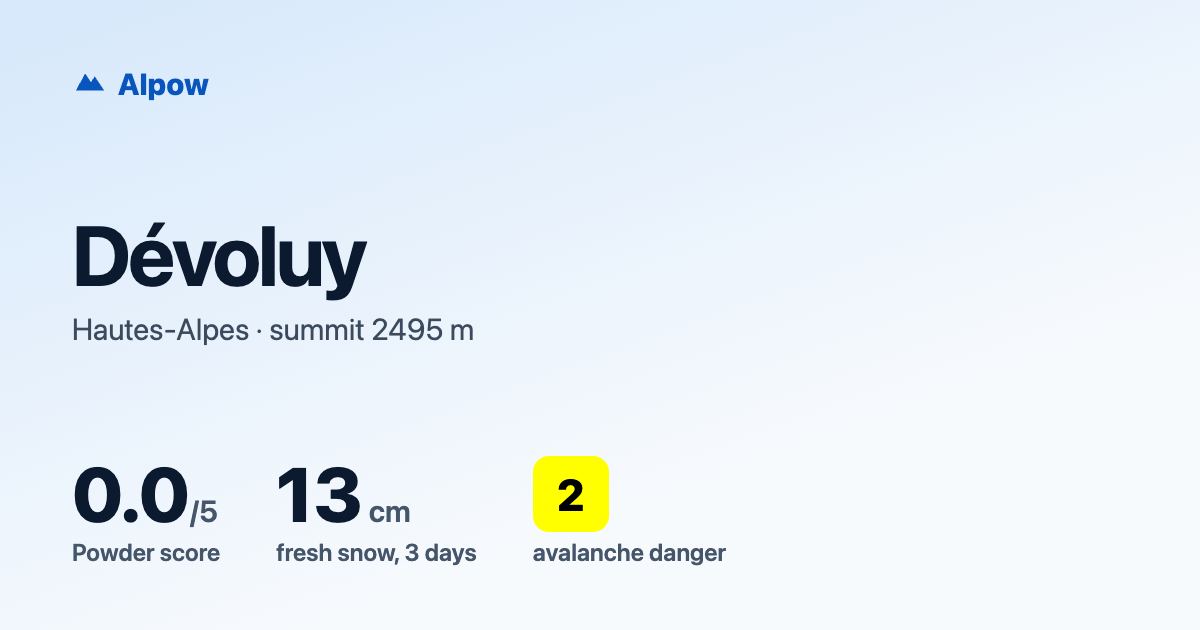 Alpow
Dévoluy
Hautes-Alpes · summit 2495 m
0.0/5
Powder score
13 cm
fresh snow, 3 days
2
avalanche danger